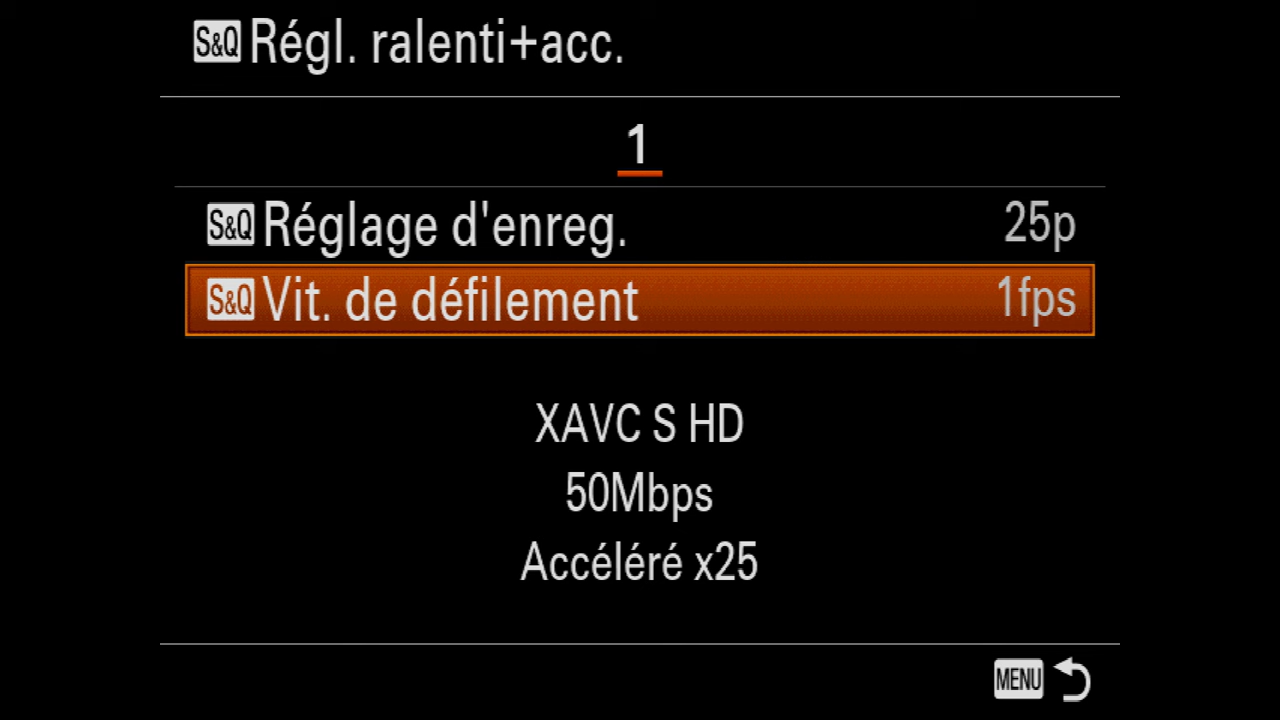 S&Q Régl. ralenti+acc.
1
S&Q Réglage d'enreg. 25p
S&Q Vit. de défilement 1fps
XAVC S HD
50Mbps
Accéléré x25
MENU